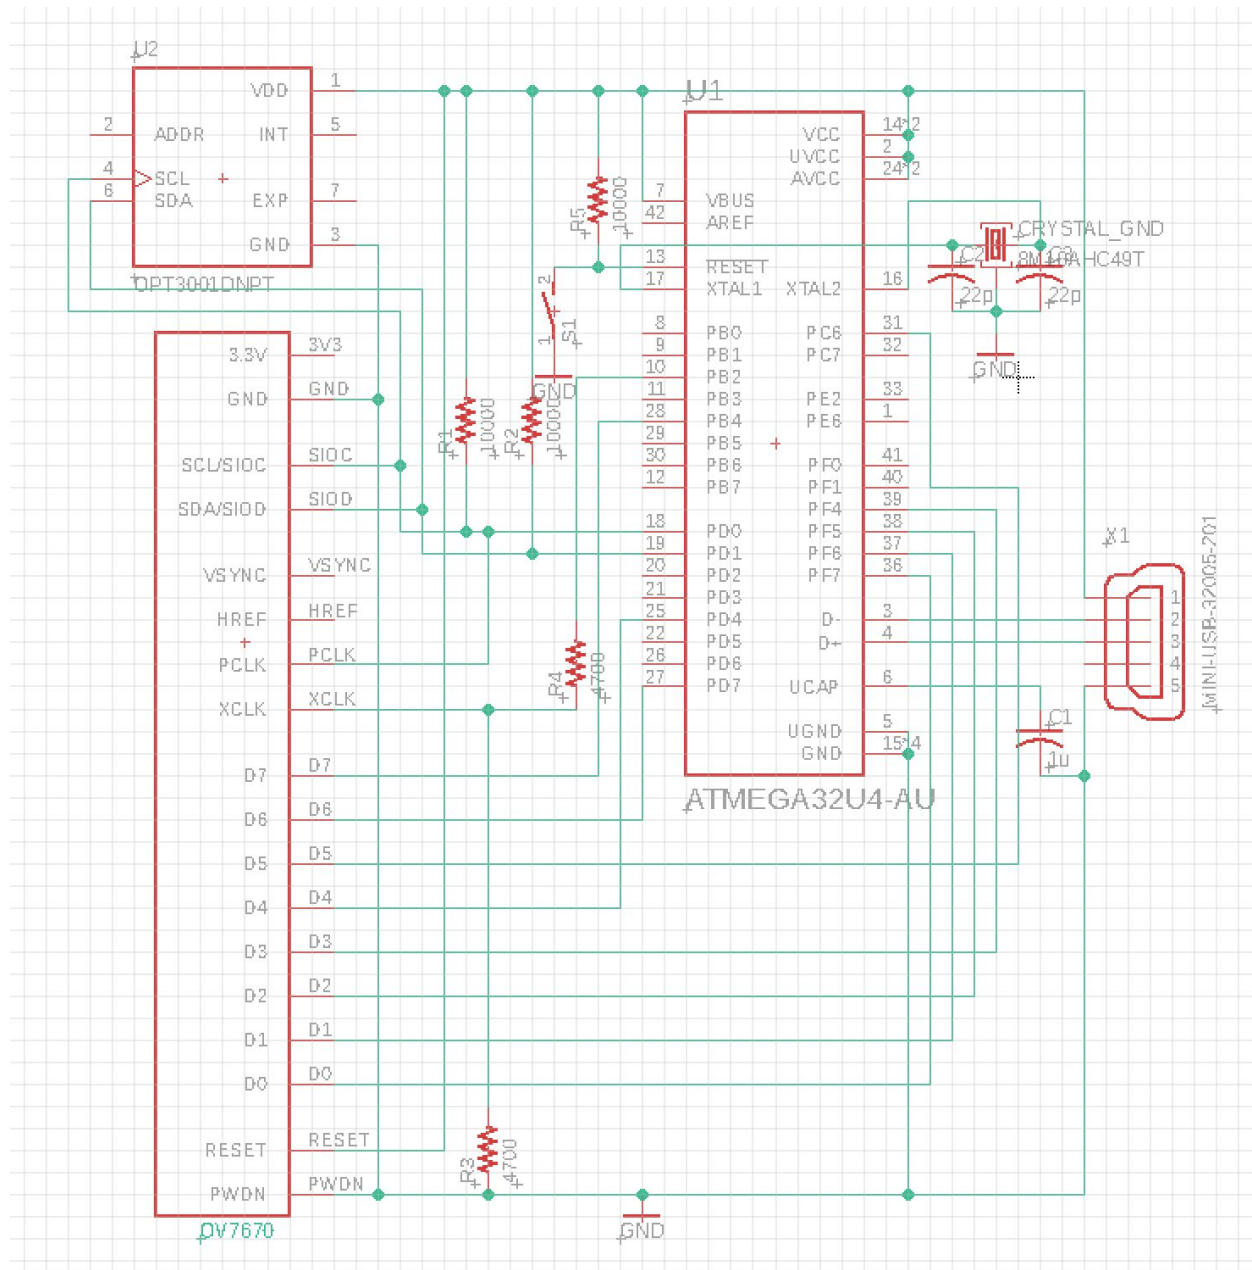 U2
VDD 1
2 ADDR INT 5
4 SCL
6 SDA EXP 7
GND 3
OPT3001DNPT
3.3V 3V3
GND GND
SCL/SIOC SIOC
SDA/SIOD SIOD
VSYNC VSYNC
HREF HREF
PCLK PCLK
XCLK XCLK
D7 D7
D6 D6
D5 D5
D4 D4
D3 D3
D2 D2
D1 D1
D0 D0
RESET RESET
PWDN PWDN
OV7670
R1
10000
R2
10000
R5
10000
2
1
S1
GND
R4
4700
R3
4700
GND
U1
VCC 14*2
UVCC 2
AVCC 24*2
7 VBUS
42 AREF
13 RESET
17 XTAL1 XTAL2 16
8 PB0 PC6 31
9 PB1 PC7 32
10 PB2
11 PB3 PE2 33
28 PB4 PE6 1
29 PB5
30 PB6 PF0 41
12 PB7 PF1 40
PF4 39
18 PD0 PF5 38
19 PD1 PF6 37
20 PD2 PF7 36
21 PD3
25 PD4 D- 3
22 PD5 D+ 4
26 PD6
27 PD7 UCAP 6
UGND 5
GND 15*4
ATMEGA32U4-AU
CRYSTAL_GND
C2
22p
22p
GND
X1
1
2
3
4
5
MINI-USB-32005-201
C1
1u